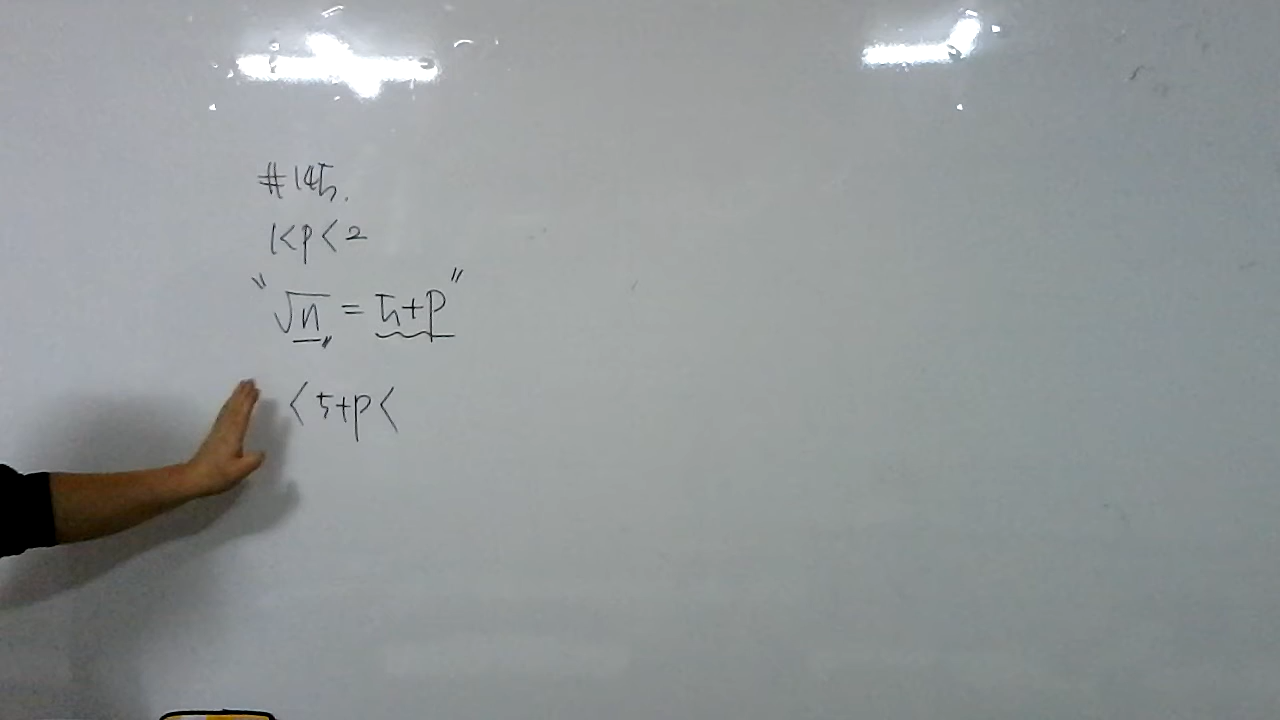 #145.
1<p<2
"√n = 5+p"
<5+p<